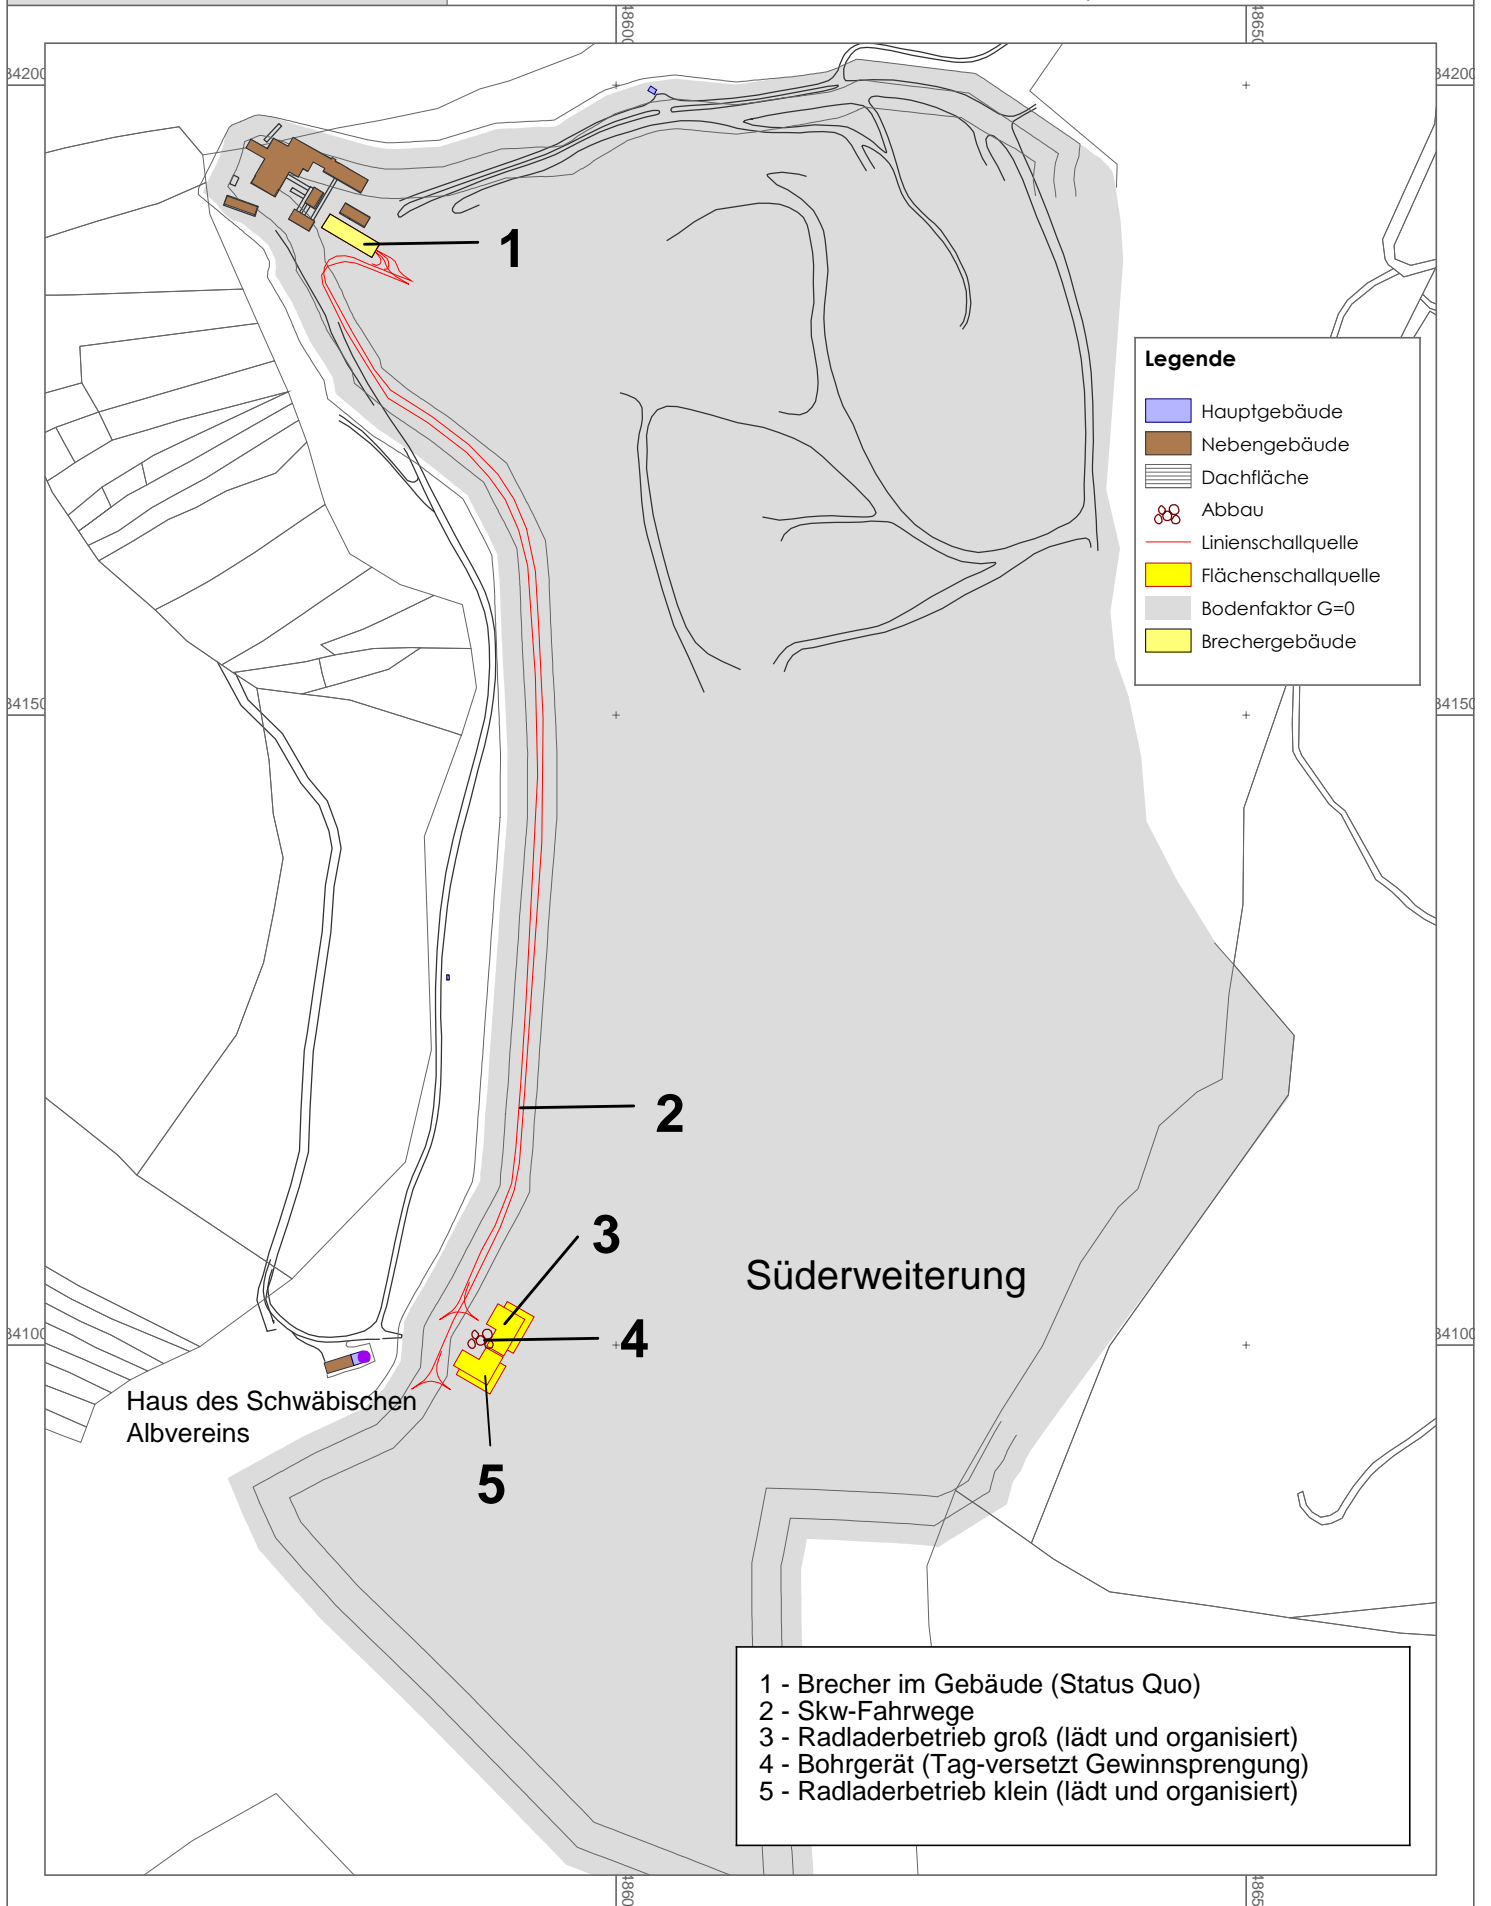 1
Legende
Hauptgebäude
Nebengebäude
Dachfläche
Abbau
Linienschallquelle
Flächenschallquelle
Bodenfaktor G=0
Brechergebäude
2
3
Süderweiterung
4
Haus des Schwäbischen
Albvereins
5
1 - Brecher im Gebäude (Status Quo)
2 - Skw-Fahrwege
3 - Radladerbetrieb groß (lädt und organisiert)
4 - Bohrgerät (Tag-versetzt Gewinnsprengung)
5 - Radladerbetrieb klein (lädt und organisiert)